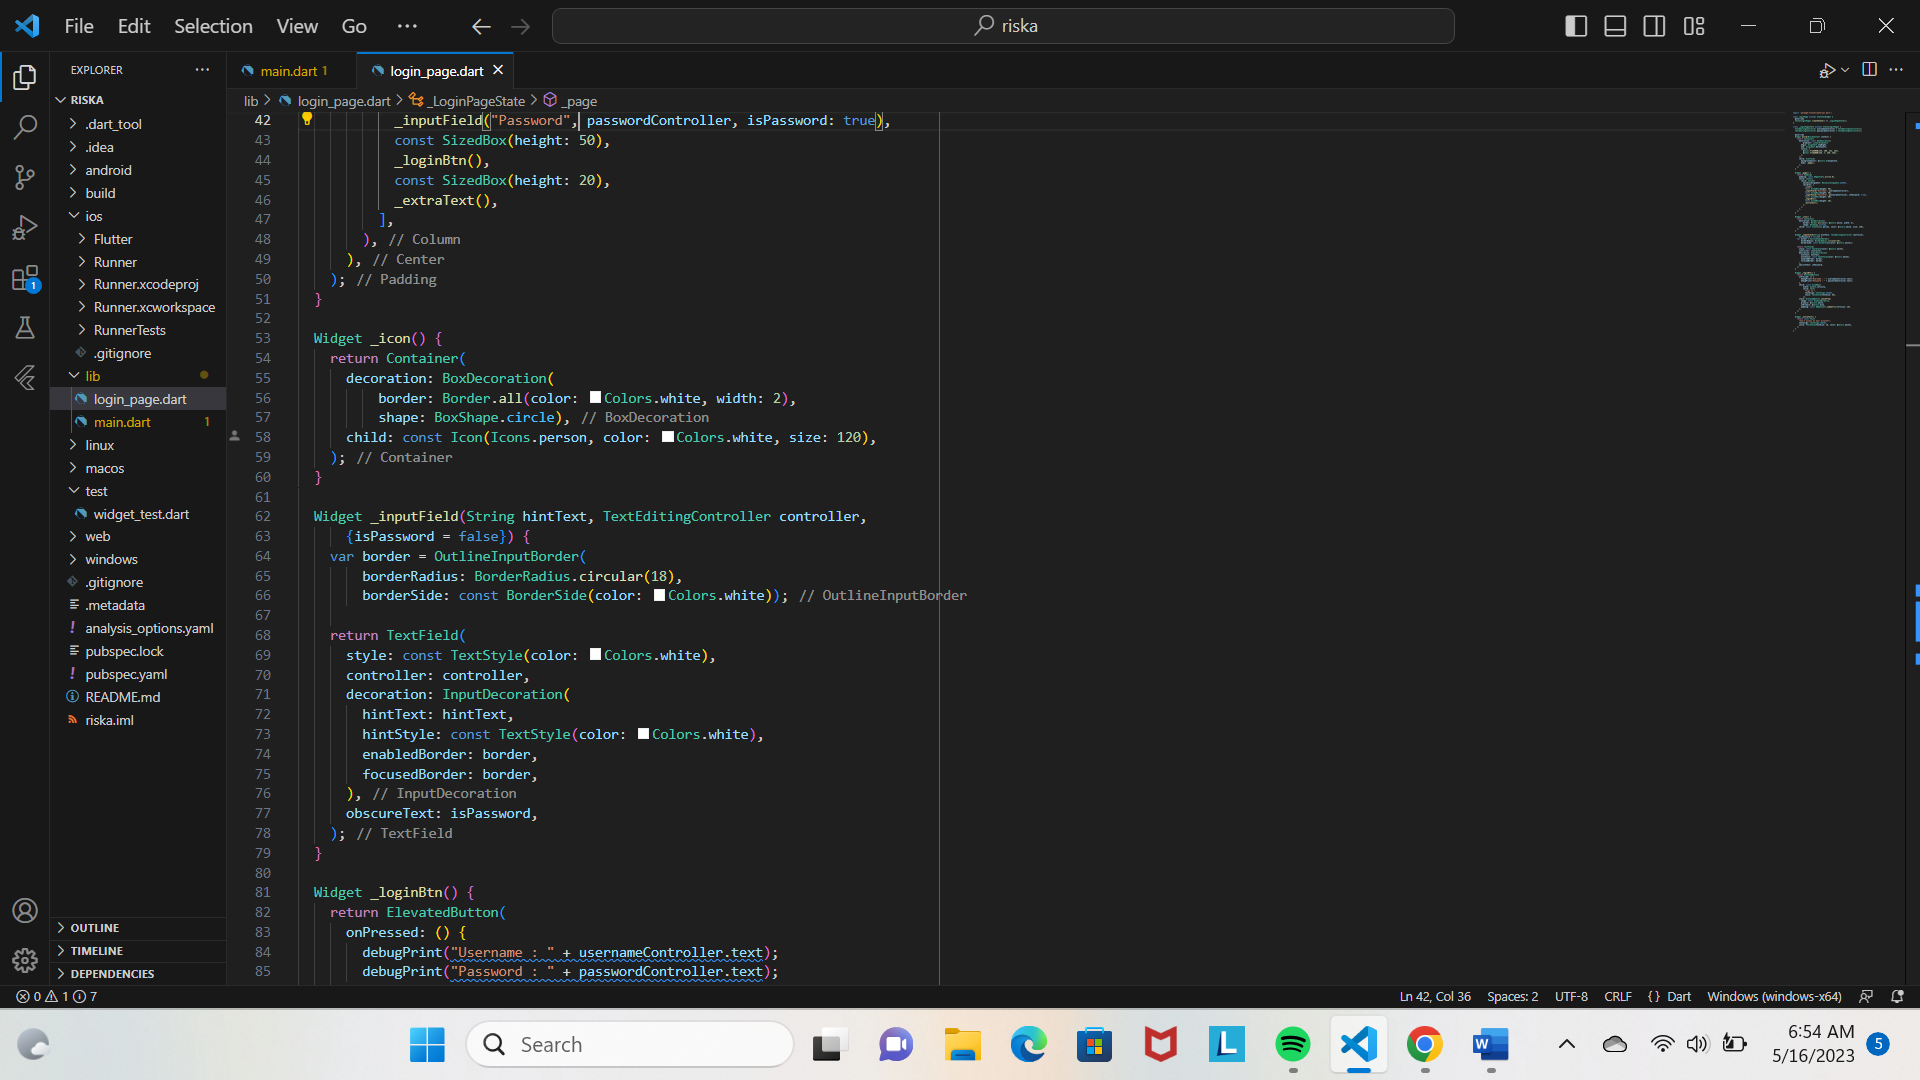 File Edit Selection View Go ···
riska
EXPLORER ···
main.dart 1
login_page.dart
lib > login_page.dart > _LoginPageState > _page
RISKA
.dart_tool
.idea
android
build
ios
Flutter
Runner
Runner.xcodeproj
Runner.xcworkspace
RunnerTests
.gitignore
lib
login_page.dart
main.dart 1
linux
macos
test
widget_test.dart
web
windows
.gitignore
.metadata
analysis_options.yaml
pubspec.lock
pubspec.yaml
README.md
riska.iml
OUTLINE
TIMELINE
DEPENDENCIES
42 _inputField("Password", passwordController, isPassword: true),
43 const SizedBox(height: 50),
44 _loginBtn(),
45 const SizedBox(height: 20),
46 _extraText(),
47 ],
48 ), // Column
49 ), // Center
50 ); // Padding
51 }
52
53 Widget _icon() {
54 return Container(
55 decoration: BoxDecoration(
56 border: Border.all(color: Colors.white, width: 2),
57 shape: BoxShape.circle), // BoxDecoration
58 child: const Icon(Icons.person, color: Colors.white, size: 120),
59 ); // Container
60 }
61
62 Widget _inputField(String hintText, TextEditingController controller,
63 {isPassword = false}) {
64 var border = OutlineInputBorder(
65 borderRadius: BorderRadius.circular(18),
66 borderSide: const BorderSide(color: Colors.white)); // OutlineInputBorder
67
68 return TextField(
69 style: const TextStyle(color: Colors.white),
70 controller: controller,
71 decoration: InputDecoration(
72 hintText: hintText,
73 hintStyle: const TextStyle(color: Colors.white),
74 enabledBorder: border,
75 focusedBorder: border,
76 ), // InputDecoration
77 obscureText: isPassword,
78 ); // TextField
79 }
80
81 Widget _loginBtn() {
82 return ElevatedButton(
83 onPressed: () {
84 debugPrint("Username : " + usernameController.text);
85 debugPrint("Password : " + passwordController.text);
0 1 7
Ln 42, Col 36 Spaces: 2 UTF-8 CRLF {} Dart Windows (windows-x64)
Search
6:54 AM
5/16/2023
5